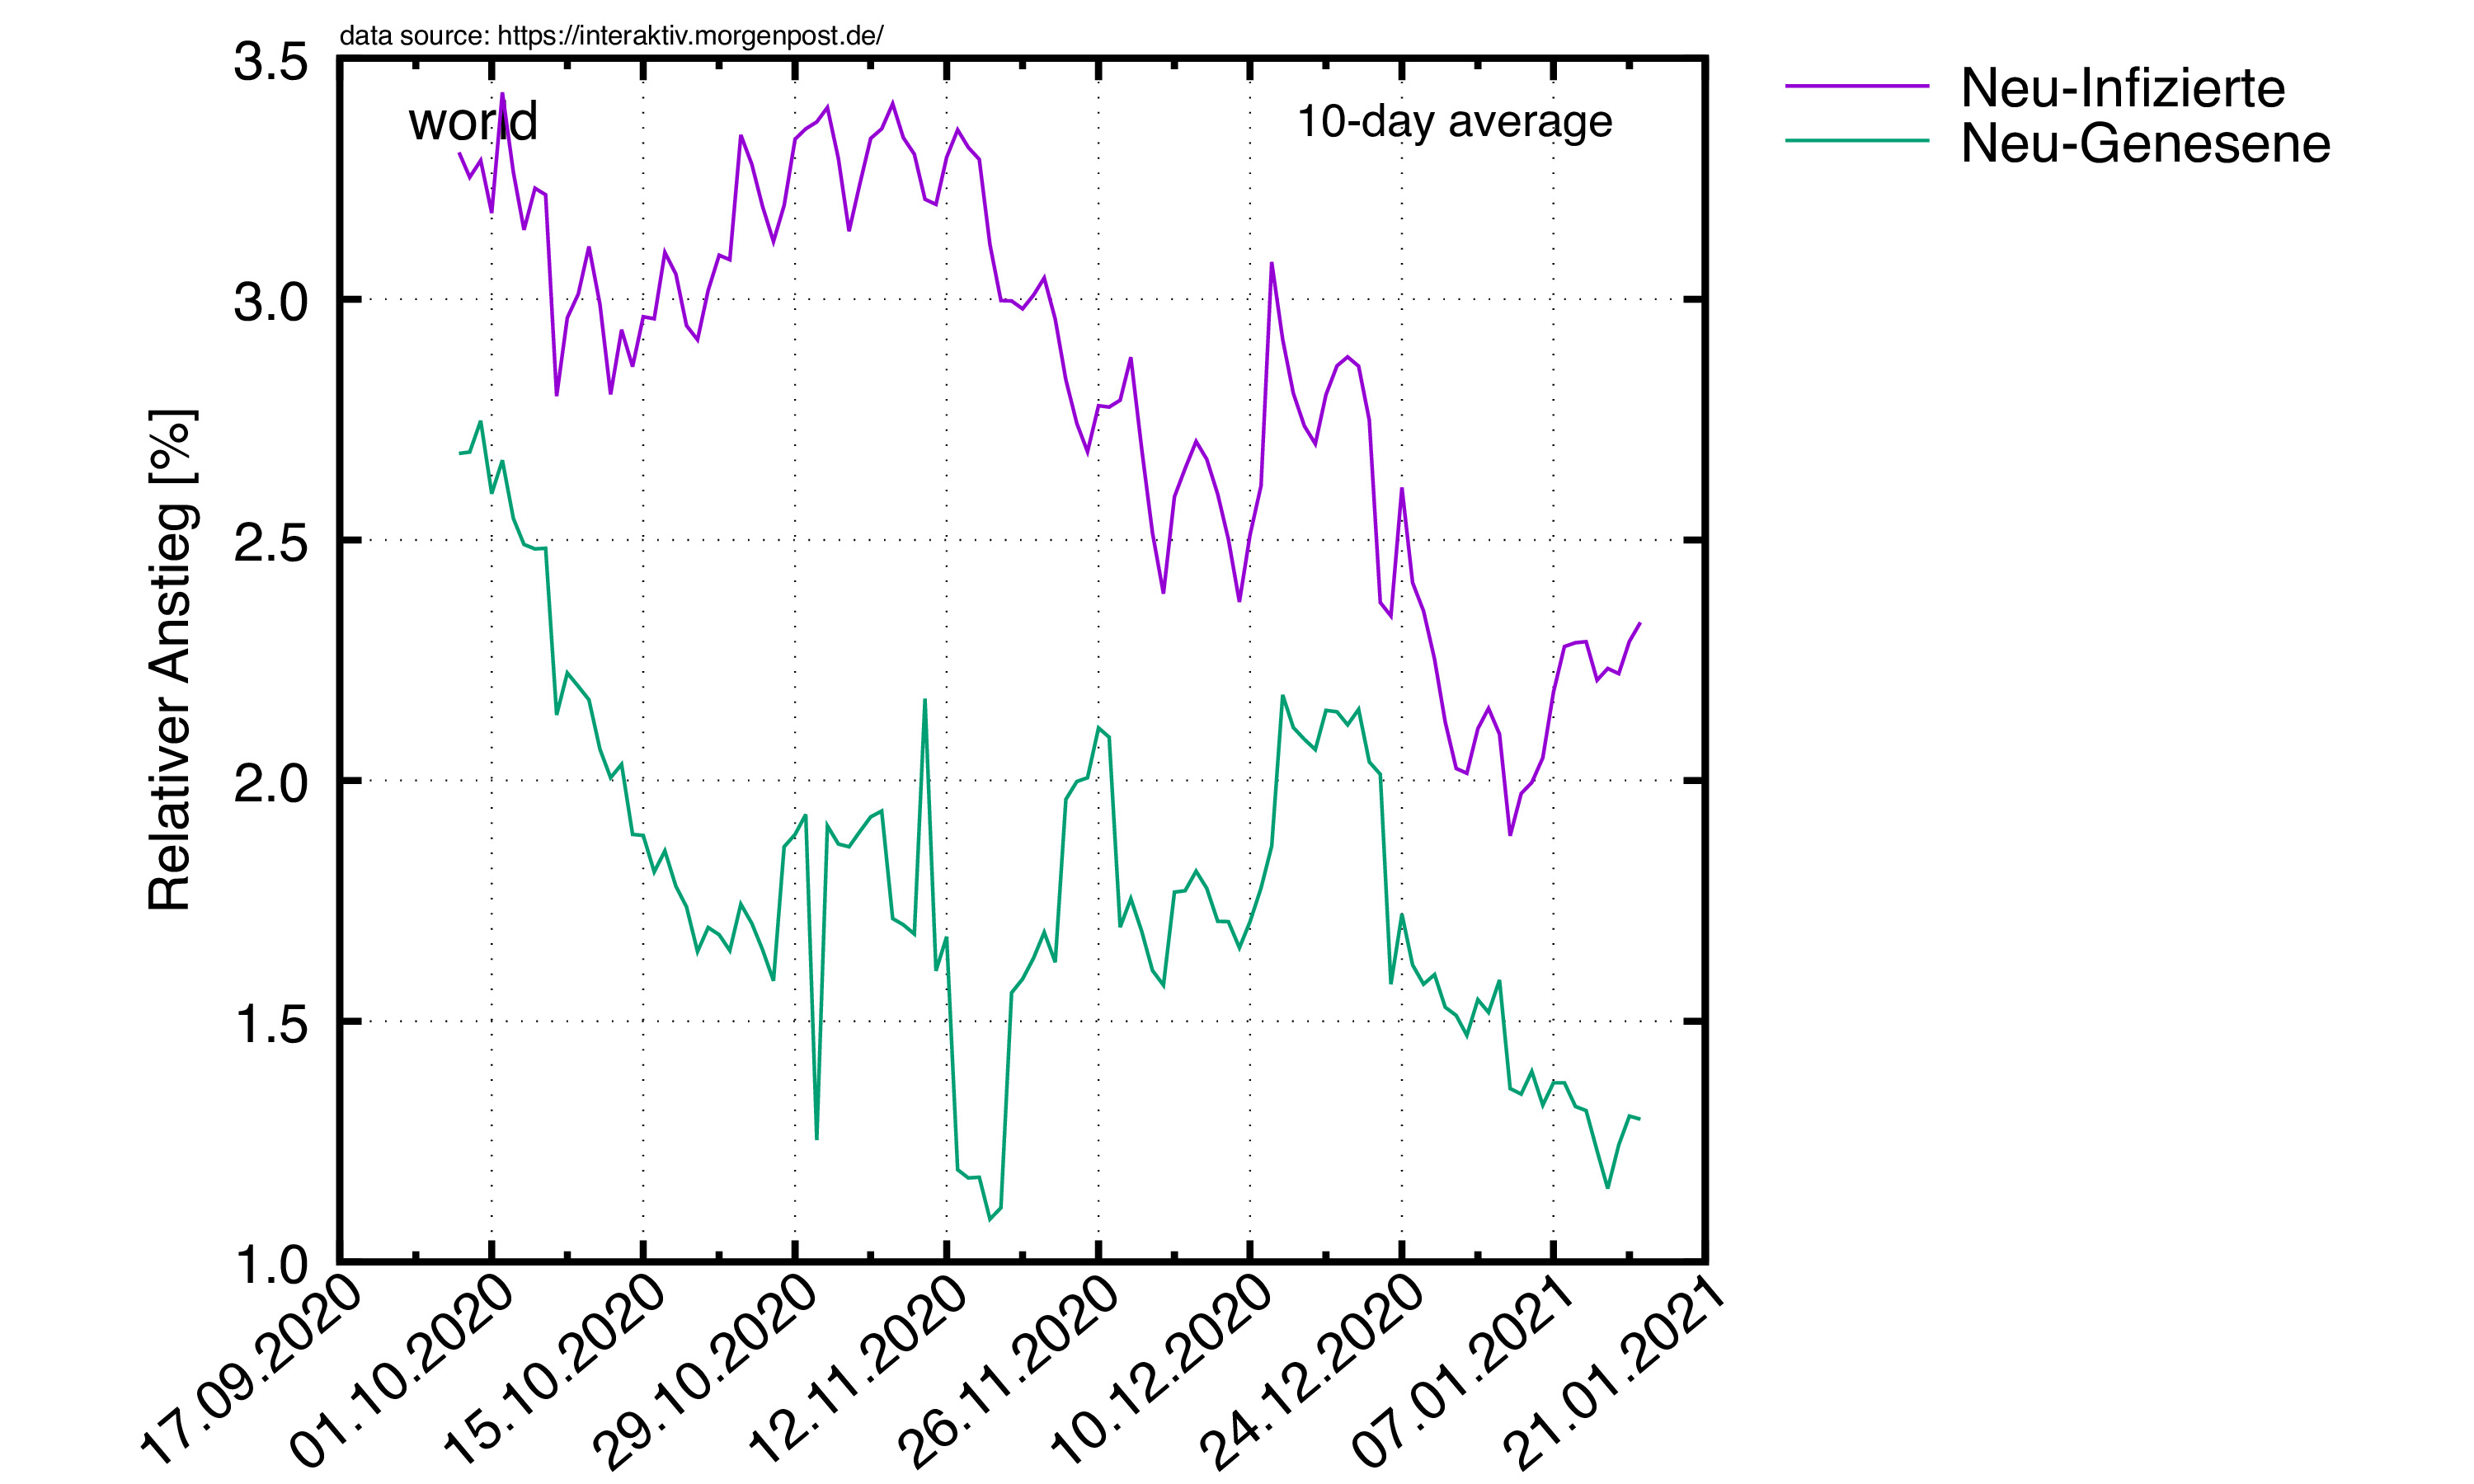 data source: https://interaktiv.morgenpost.de/
world
10-day average
Neu-Infizierte
Neu-Genesene
Relativer Anstieg [%]
3.5
3.0
2.5
2.0
1.5
1.0
17.09.2020
01.10.2020
15.10.2020
29.10.2020
12.11.2020
26.11.2020
10.12.2020
24.12.2020
07.01.2021
21.01.2021